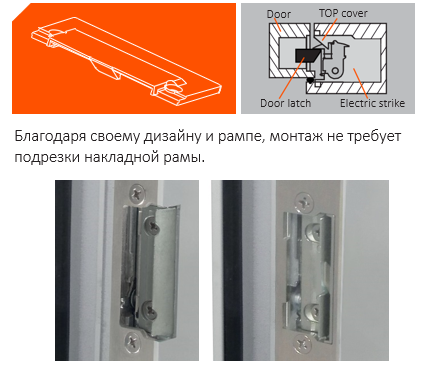 Door
TOP cover
Door latch
Electric strike
Благодаря своему дизайну и рампе, монтаж не требует
подрезки накладной рамы.